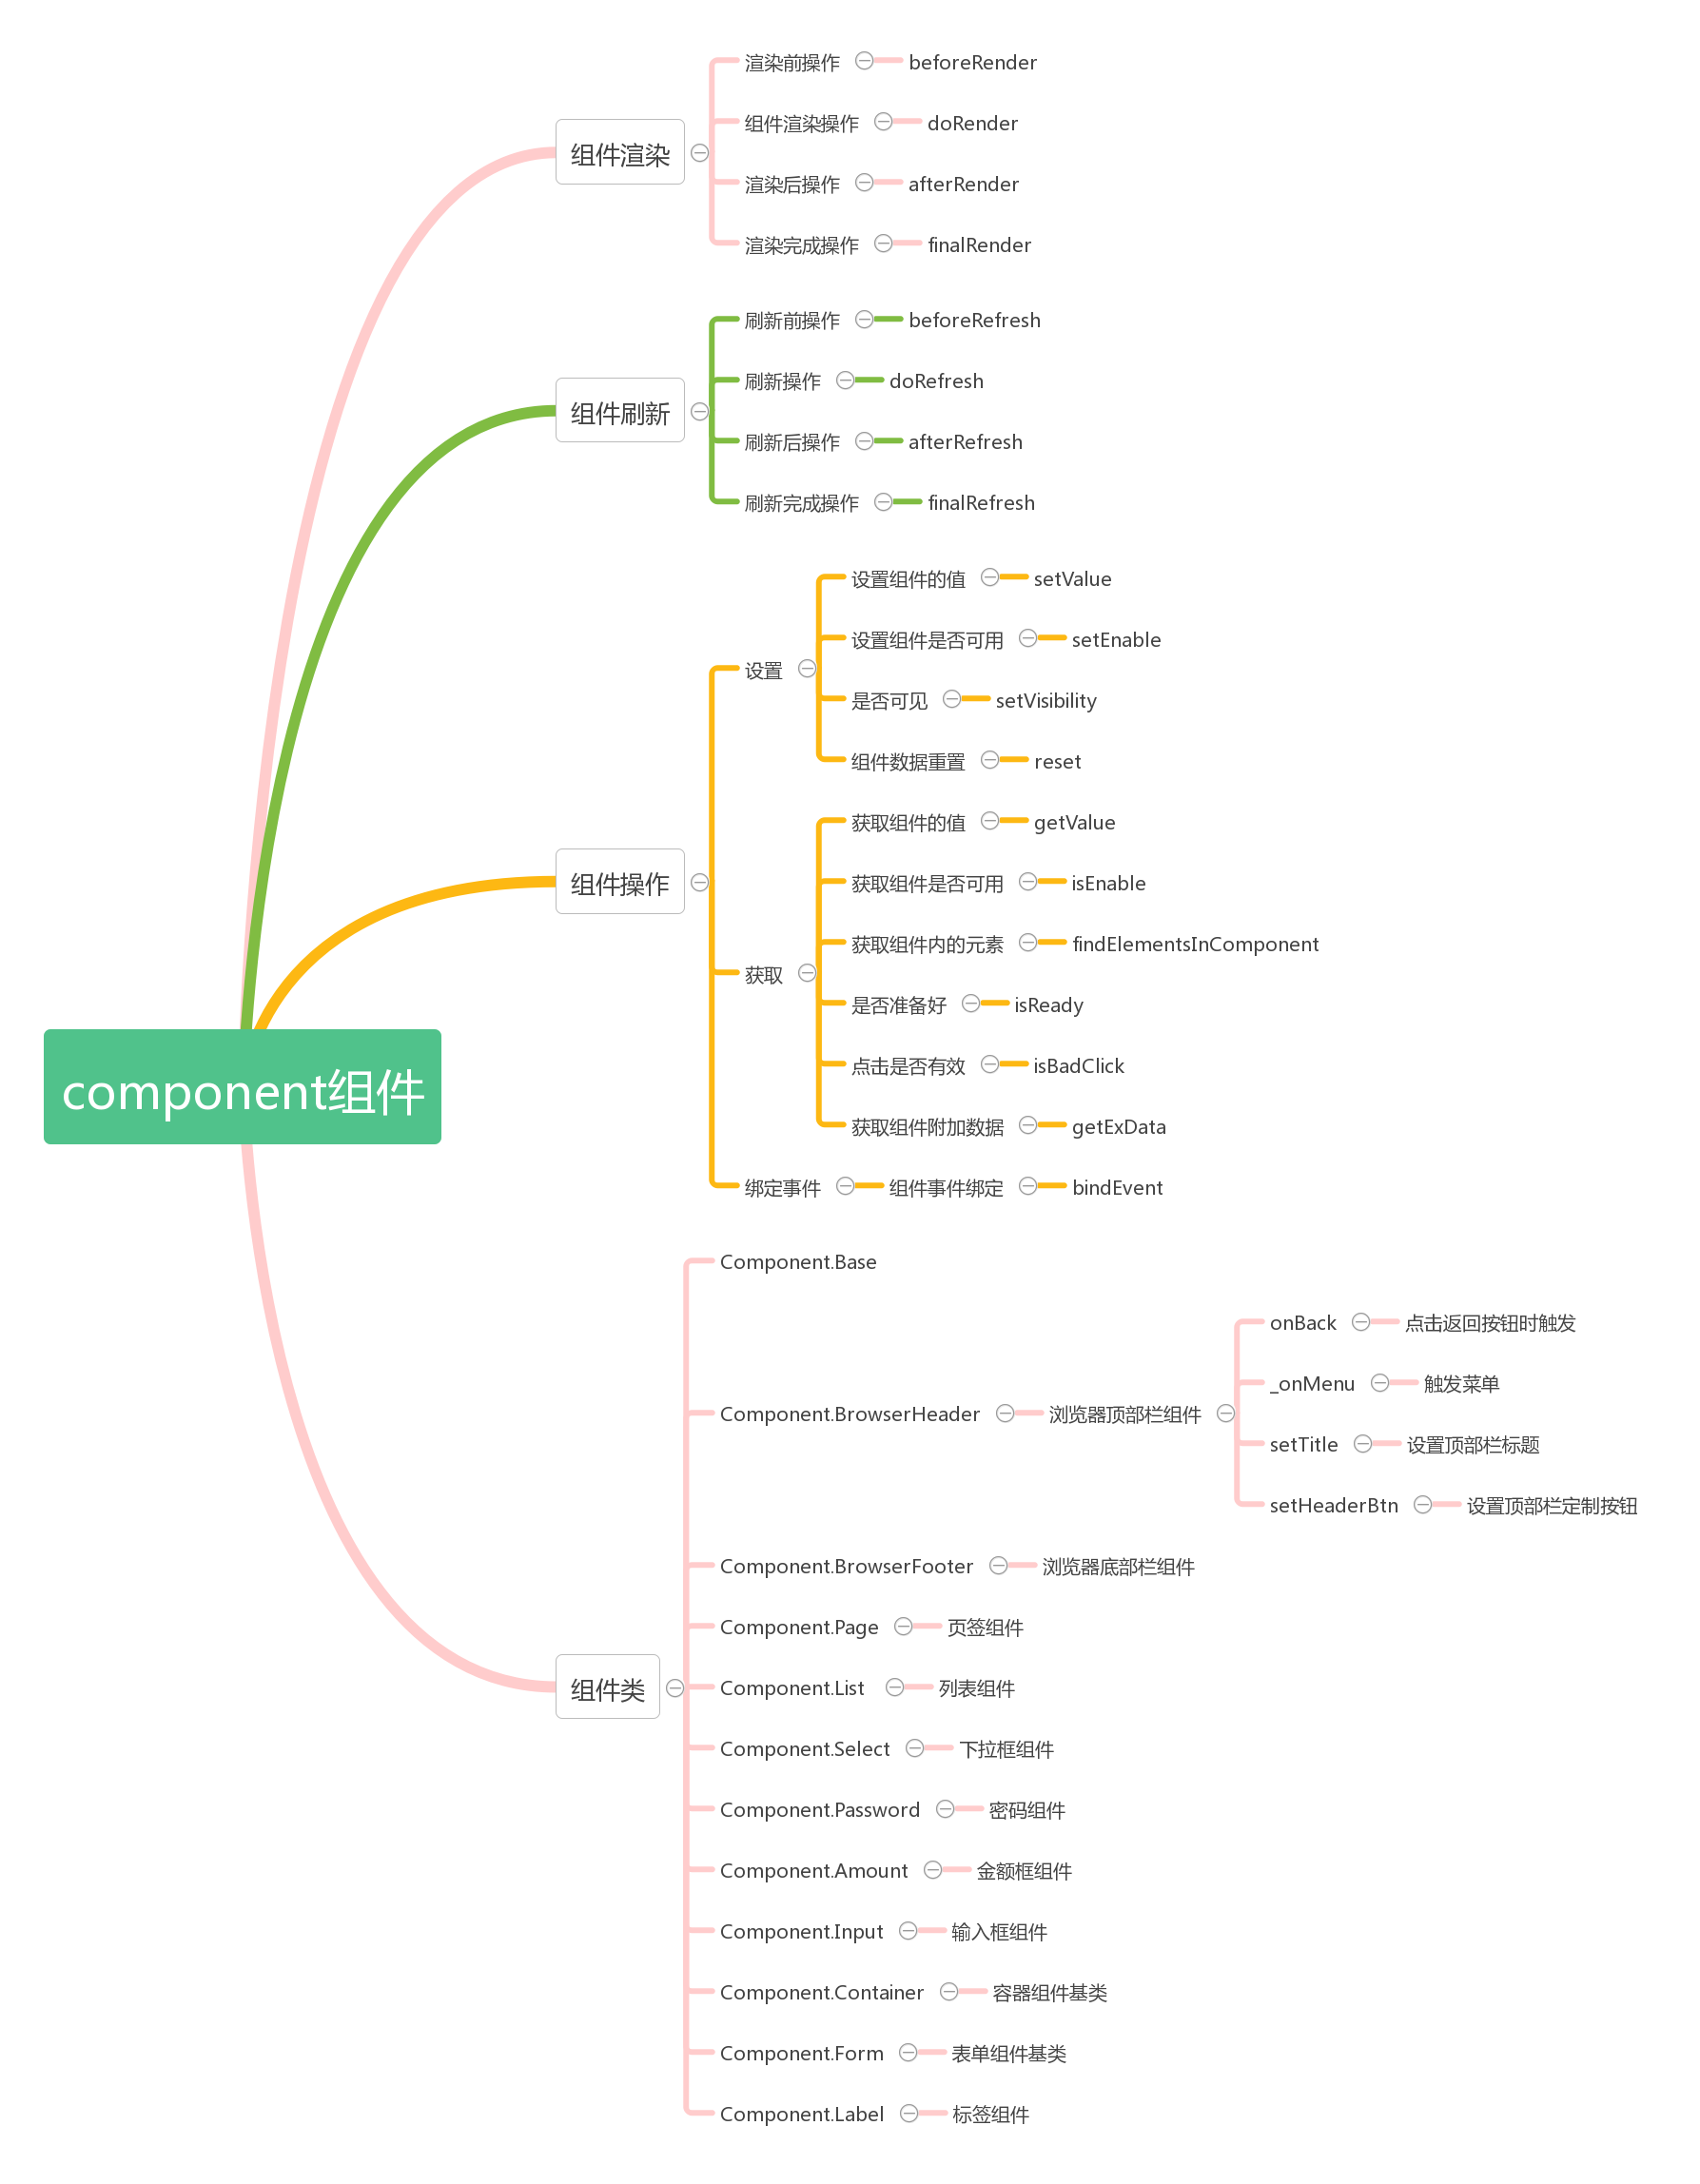 component组件
组件渲染
渲染前操作 beforeRender
组件渲染操作 doRender
渲染后操作 afterRender
渲染完成操作 finalRender
组件刷新
刷新前操作 beforeRefresh
刷新操作 doRefresh
刷新后操作 afterRefresh
刷新完成操作 finalRefresh
组件操作
设置
设置组件的值 setValue
设置组件是否可用 setEnable
是否可见 setVisibility
组件数据重置 reset
获取
获取组件的值 getValue
获取组件是否可用 isEnable
获取组件内的元素 findElementsInComponent
是否准备好 isReady
点击是否有效 isBadClick
获取组件附加数据 getExData
绑定事件 组件事件绑定 bindEvent
组件类
Component.Base
Component.BrowserHeader 浏览器顶部栏组件
onBack 点击返回按钮时触发
_onMenu 触发菜单
setTitle 设置顶部栏标题
setHeaderBtn 设置顶部栏定制按钮
Component.BrowserFooter 浏览器底部栏组件
Component.Page 页签组件
Component.List 列表组件
Component.Select 下拉框组件
Component.Password 密码组件
Component.Amount 金额框组件
Component.Input 输入框组件
Component.Container 容器组件基类
Component.Form 表单组件基类
Component.Label 标签组件